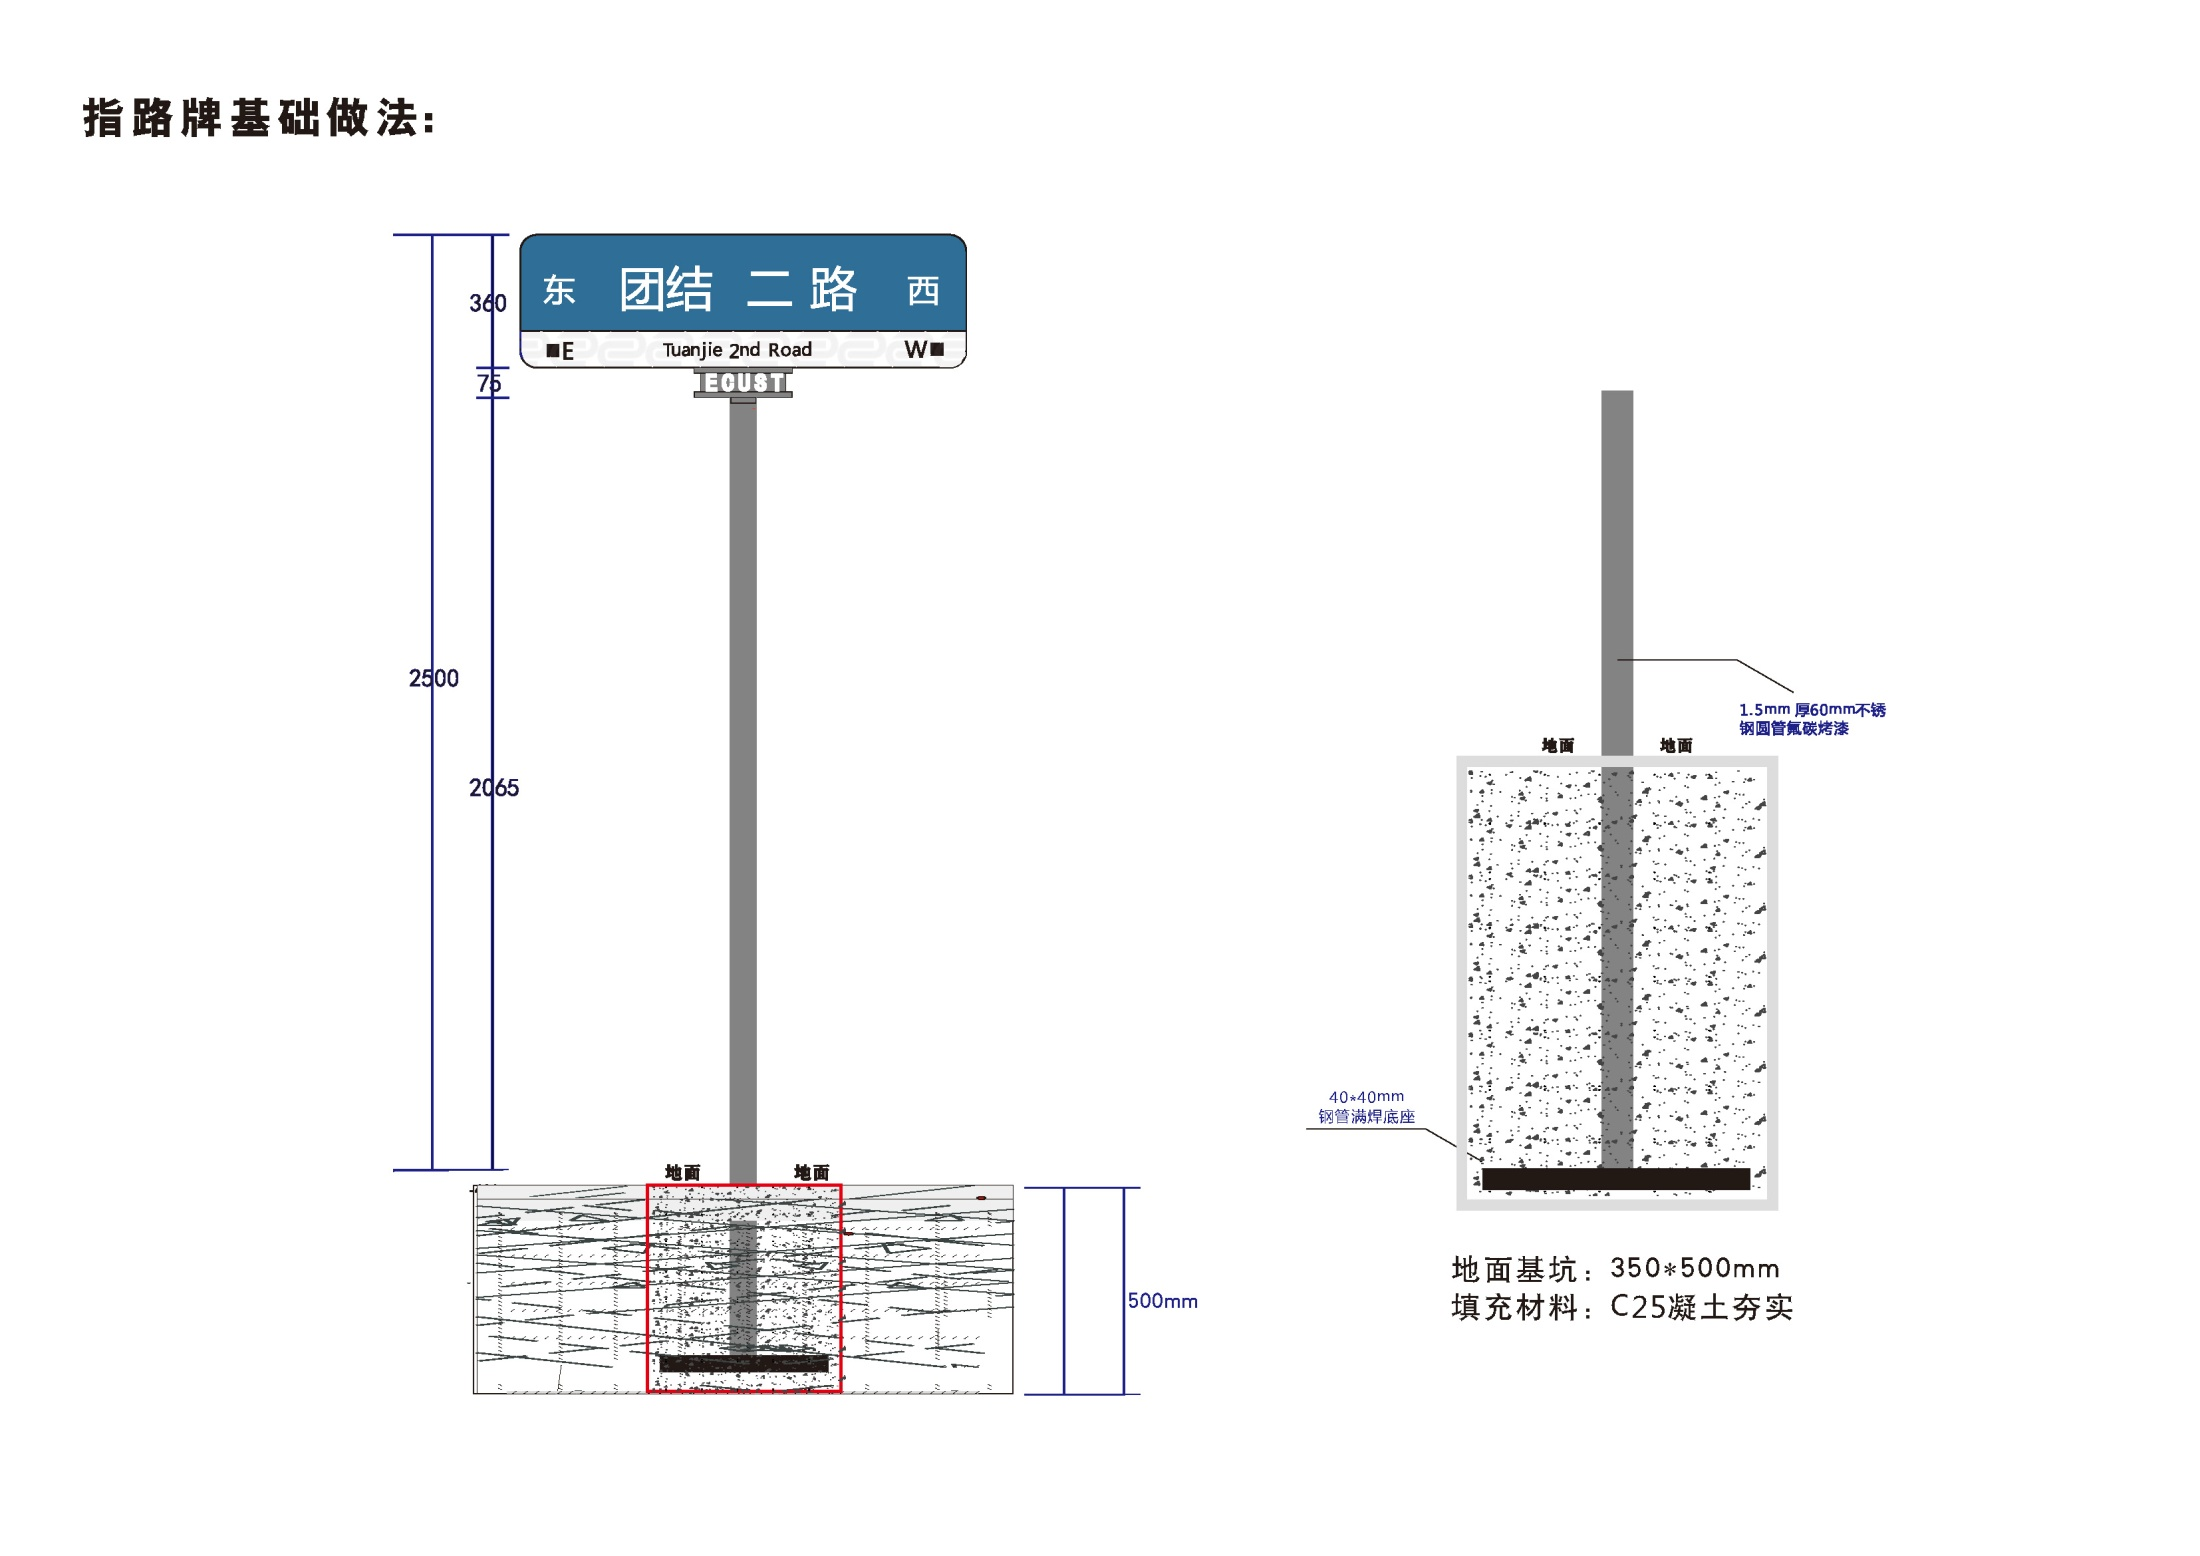 指路牌基础做法:
360
东 团结 二路 西
■E Tuanjie 2nd Road W■
75
ECUST
2500
2065
地面 地面
500mm
1.5mm 厚60mm不锈
钢圆管氟碳烤漆
地面 地面
40*40mm
钢管满焊底座
地面基坑: 350*500mm
填充材料: C25凝土夯实